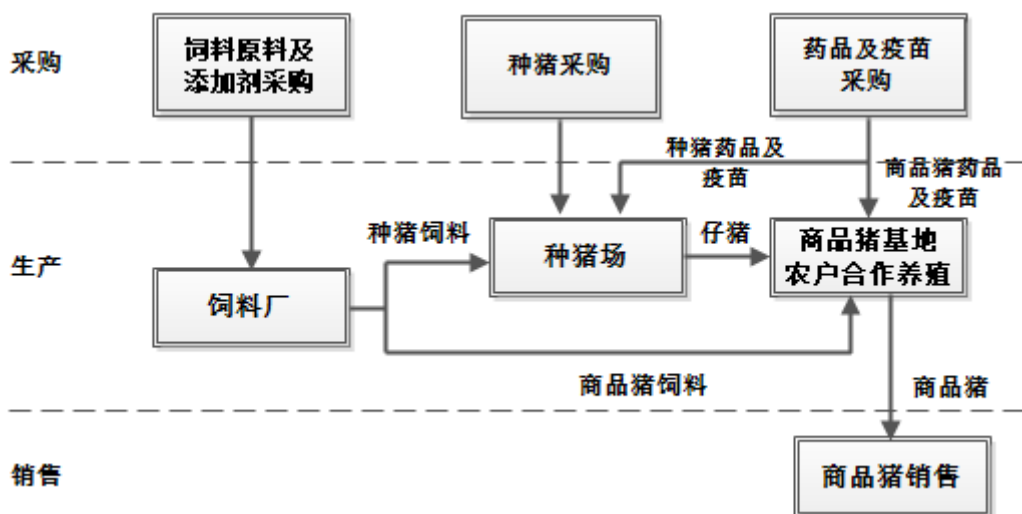 采购
饲料原料及
添加剂采购
种猪采购
药品及疫苗
采购
种猪药品及
疫苗
商品猪药品
及疫苗
生产
饲料厂
种猪饲料
种猪场
仔猪
商品猪基地
农户合作养殖
商品猪饲料
商品猪
销售
商品猪销售